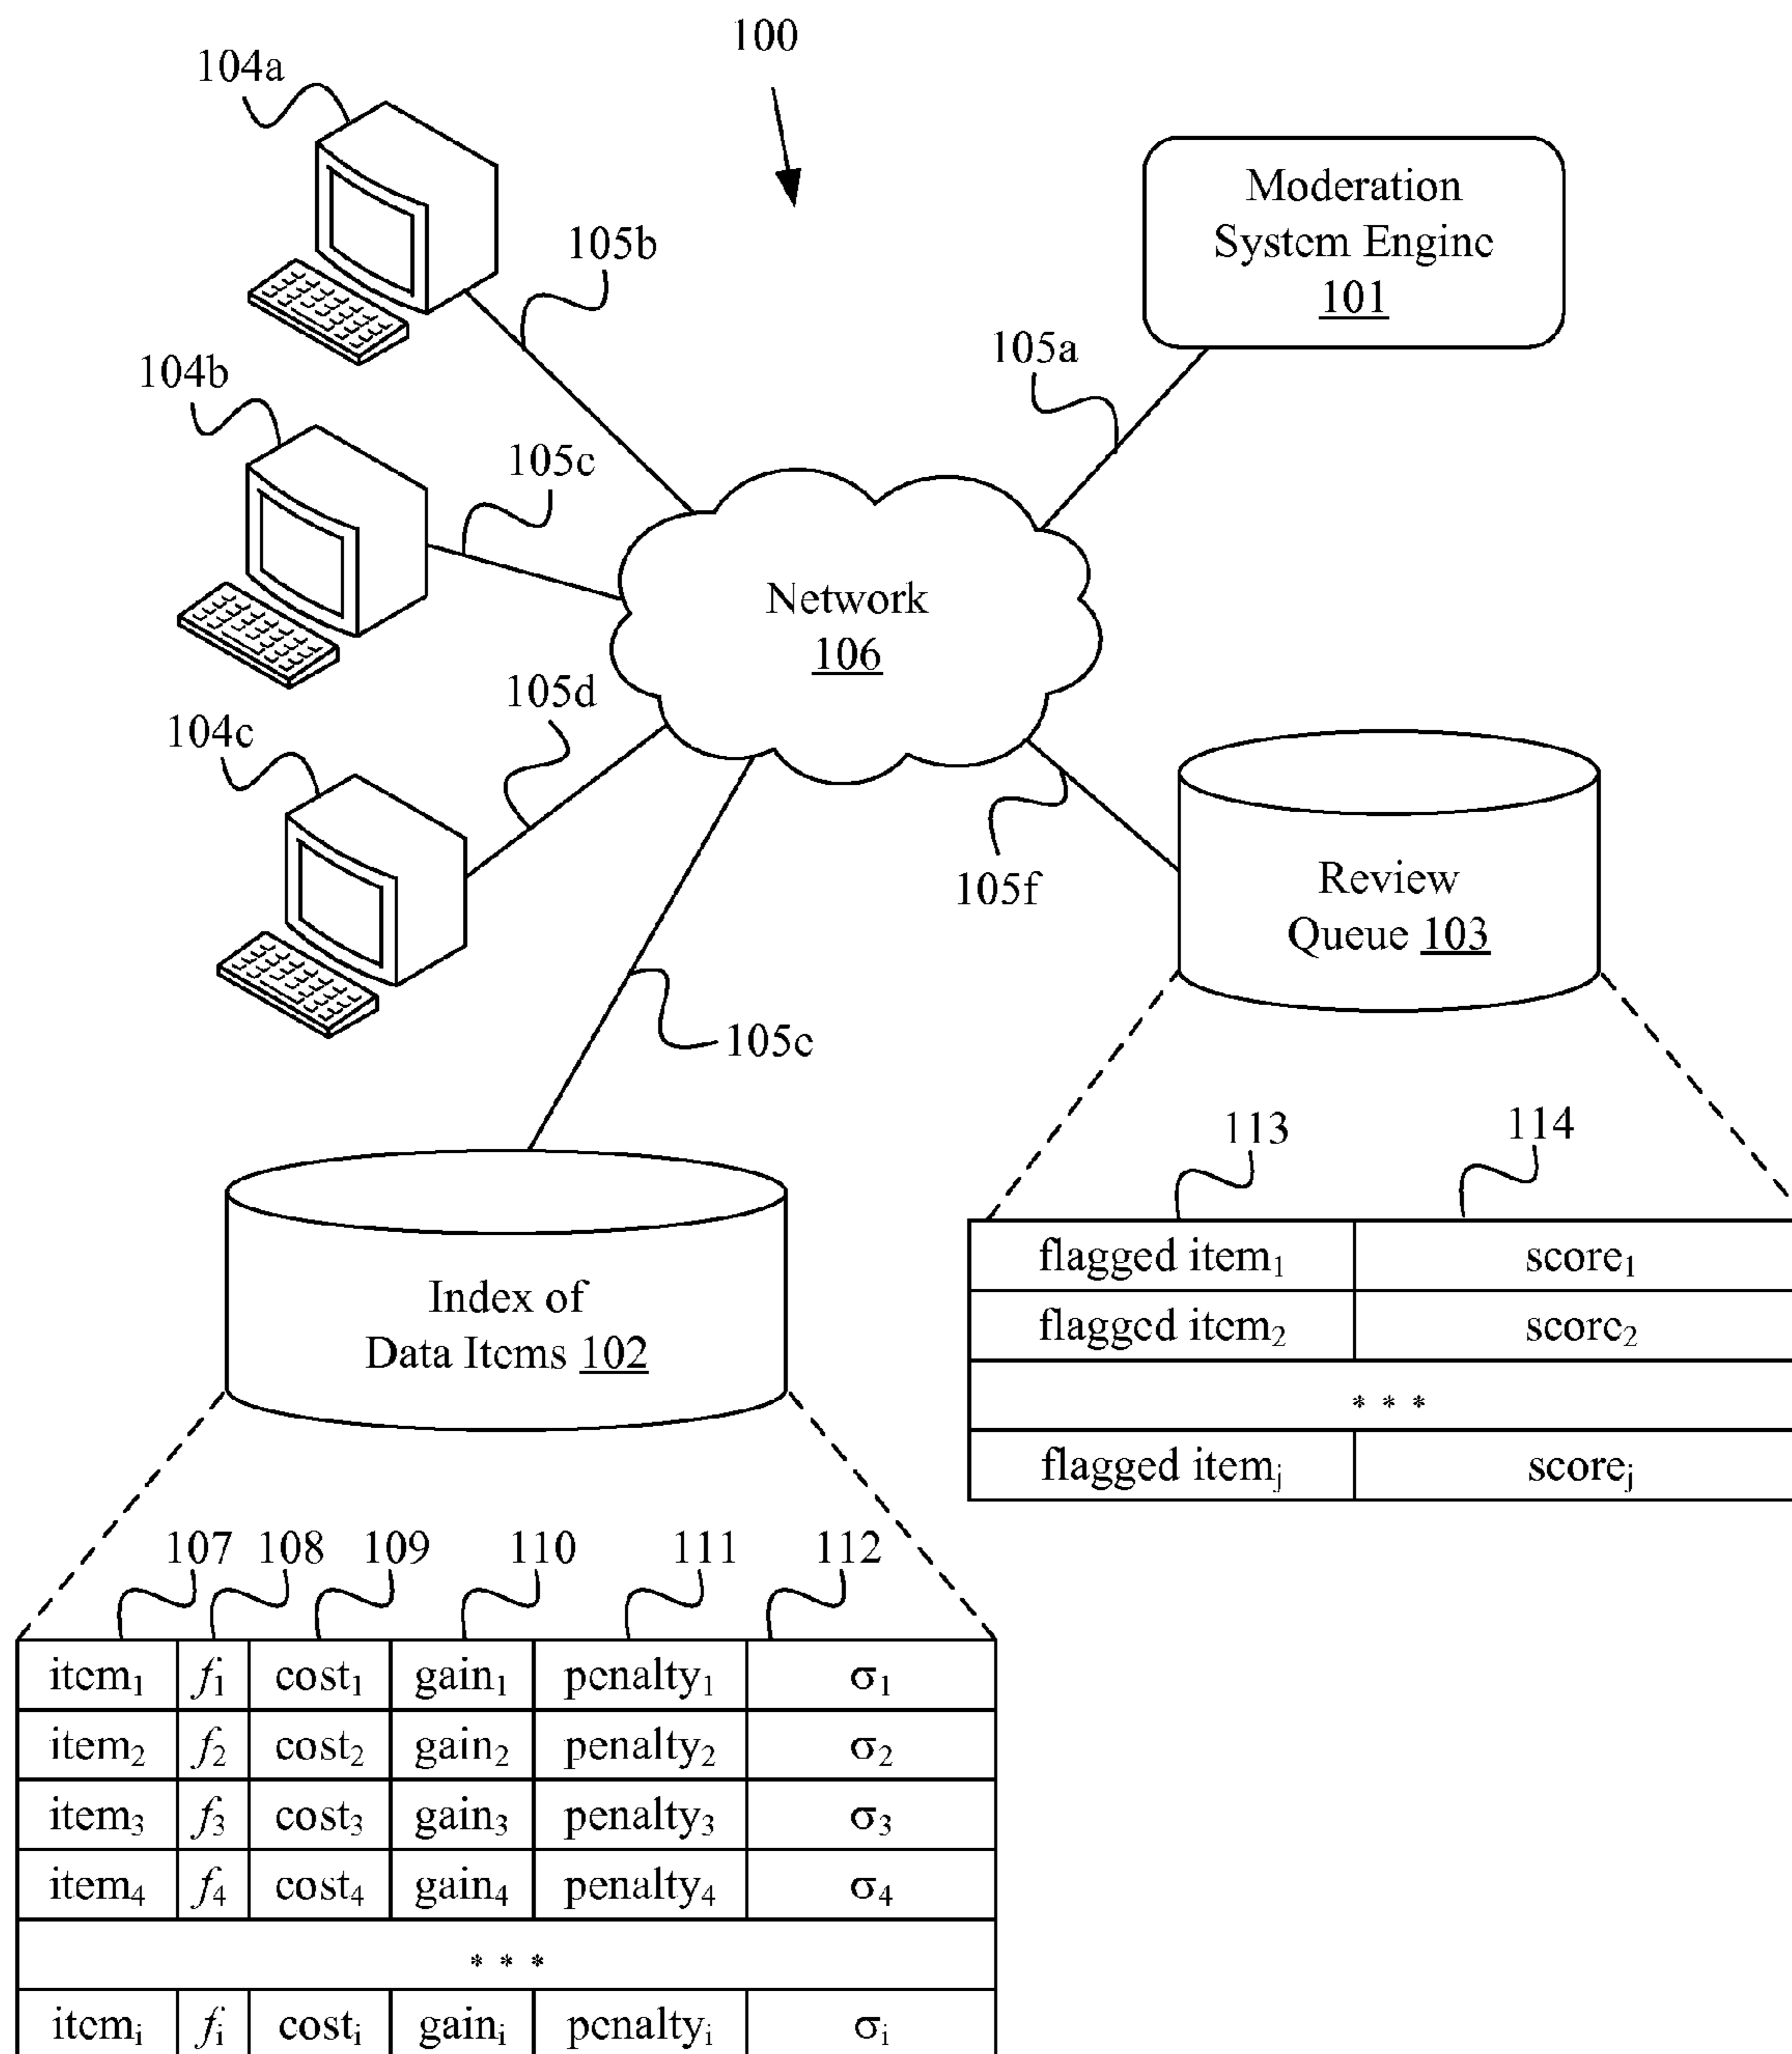 100
104a
Moderation
System Engine
101
105b
105a
104b
105c
Network
106
105d
104c
105f
Review
Queue 103
105e
113 114
flagged item₁ score₁
flagged item₂ score₂
* * *
flagged itemⱼ scoreⱼ
Index of
Data Items 102
107 108 109 110 111 112
item₁ f₁ cost₁ gain₁ penalty₁ σ₁
item₂ f₂ cost₂ gain₂ penalty₂ σ₂
item₃ f₃ cost₃ gain₃ penalty₃ σ₃
item₄ f₄ cost₄ gain₄ penalty₄ σ₄
* * *
itemᵢ fᵢ costᵢ gainᵢ penaltyᵢ σᵢ